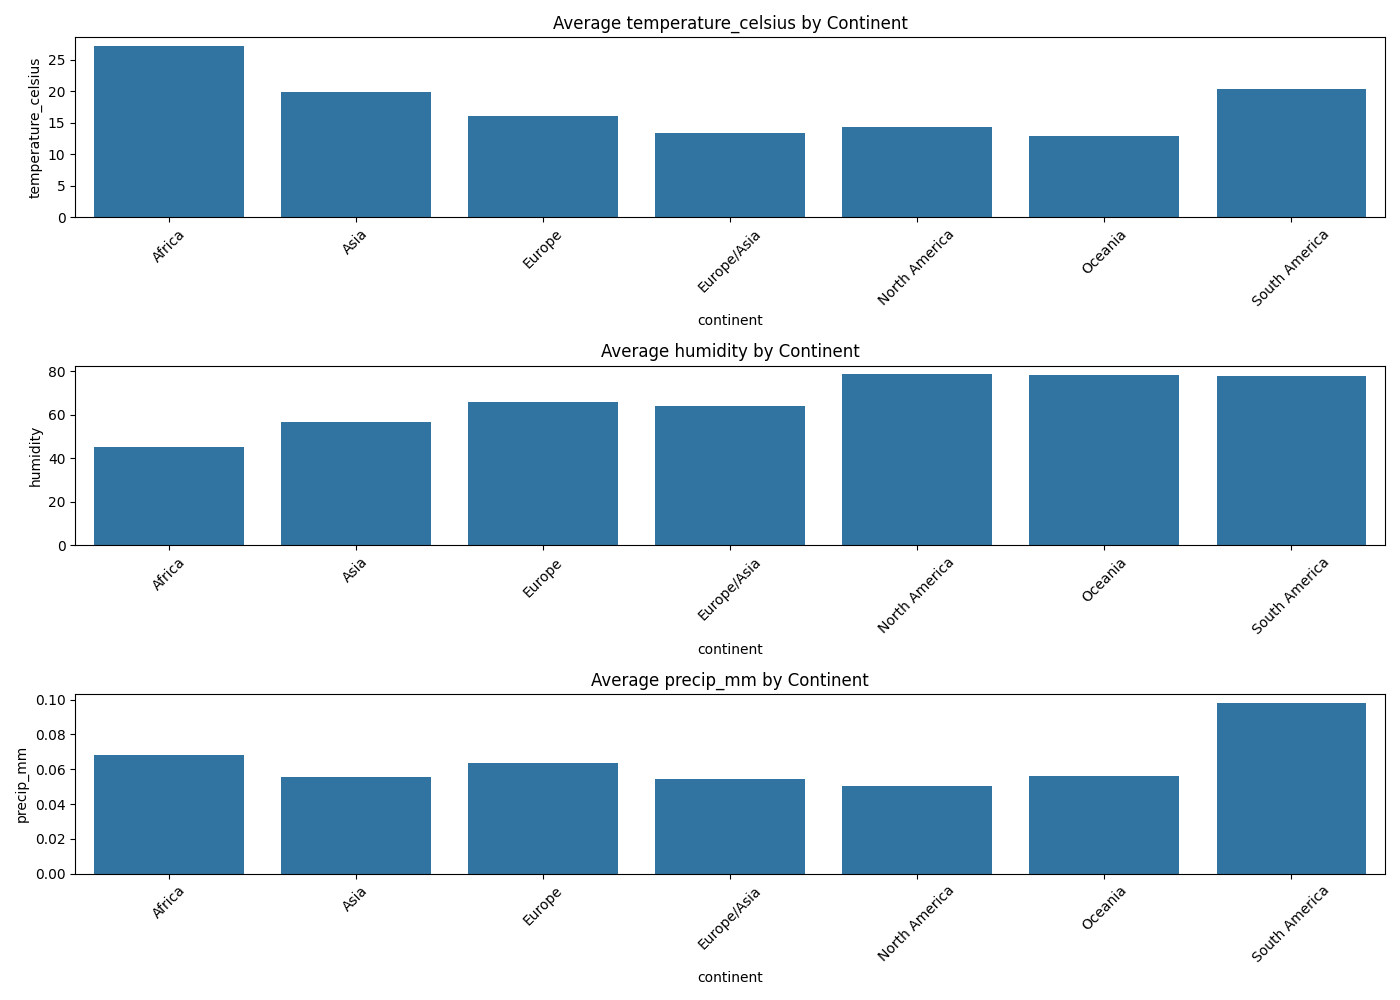 Average temperature_celsius by Continent
temperature_celsius
25
20
15
10
5
0
Africa
Asia
Europe
Europe/Asia
North America
Oceania
South America
continent
Average humidity by Continent
humidity
80
60
40
20
0
Africa
Asia
Europe
Europe/Asia
North America
Oceania
South America
continent
Average precip_mm by Continent
precip_mm
0.10
0.08
0.06
0.04
0.02
0.00
Africa
Asia
Europe
Europe/Asia
North America
Oceania
South America
continent